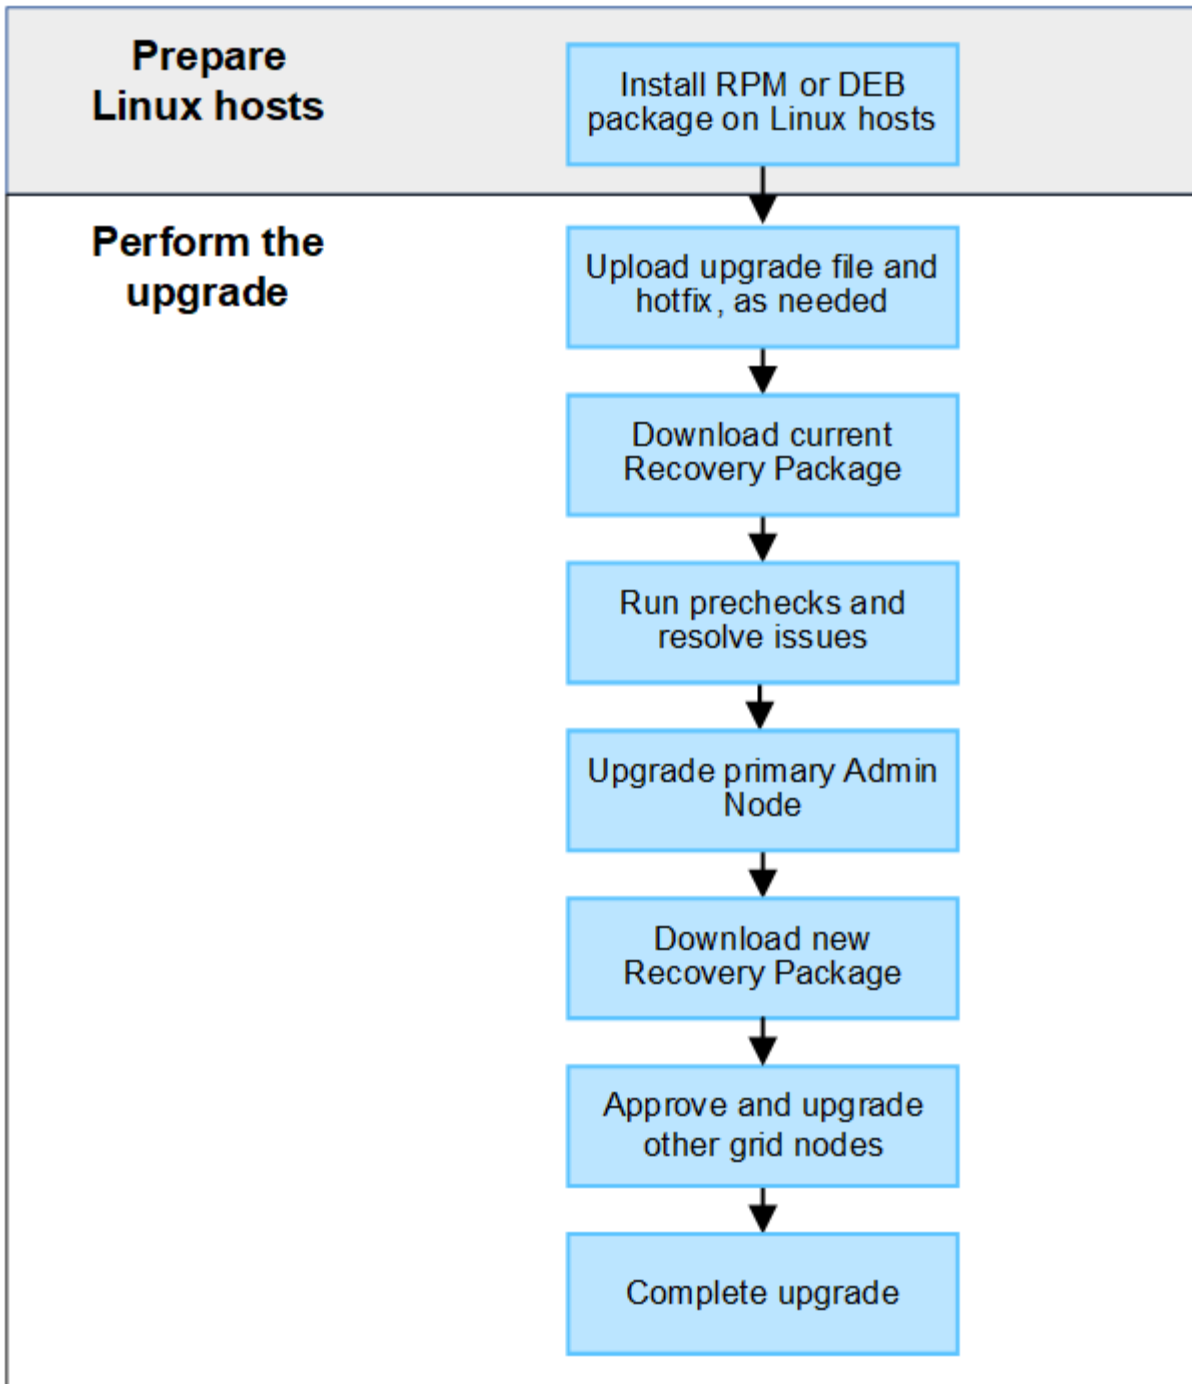 Prepare
Linux hosts
Install RPM or DEB
package on Linux hosts
Perform the
upgrade
Upload upgrade file and
hotfix, as needed
Download current
Recovery Package
Run prechecks and
resolve issues
Upgrade primary Admin
Node
Download new
Recovery Package
Approve and upgrade
other grid nodes
Complete upgrade